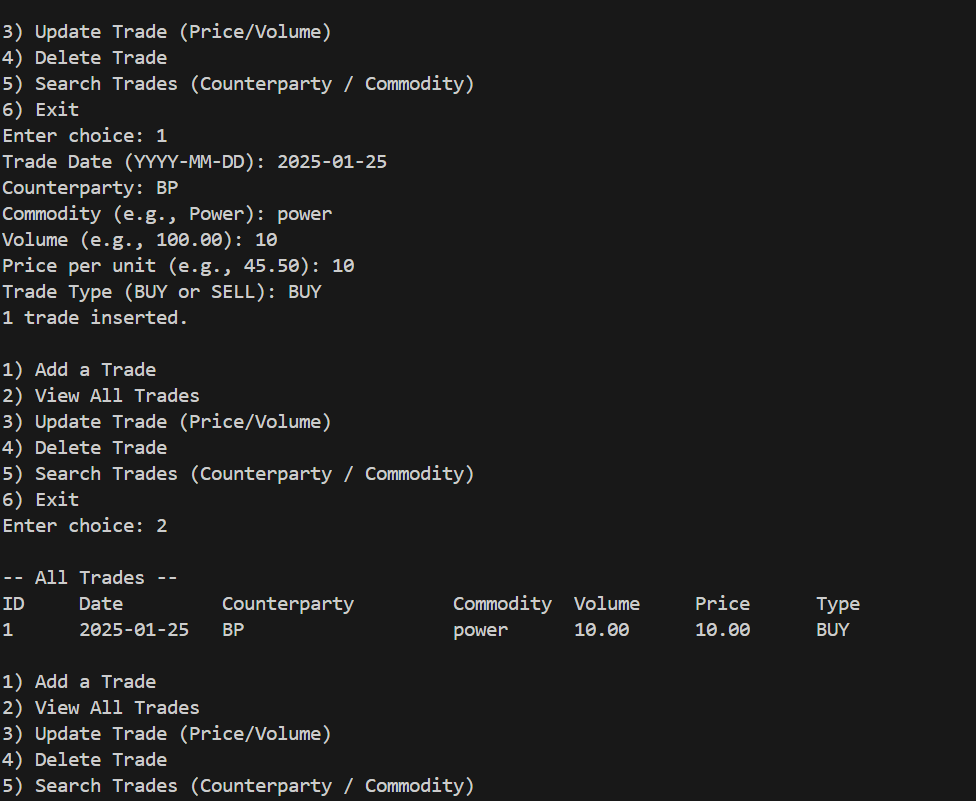 3) Update Trade (Price/Volume)
4) Delete Trade
5) Search Trades (Counterparty / Commodity)
6) Exit
Enter choice: 1
Trade Date (YYYY-MM-DD): 2025-01-25
Counterparty: BP
Commodity (e.g., Power): power
Volume (e.g., 100.00): 10
Price per unit (e.g., 45.50): 10
Trade Type (BUY or SELL): BUY
1 trade inserted.

1) Add a Trade
2) View All Trades
3) Update Trade (Price/Volume)
4) Delete Trade
5) Search Trades (Counterparty / Commodity)
6) Exit
Enter choice: 2

-- All Trades --
ID     Date         Counterparty         Commodity  Volume     Price      Type
1      2025-01-25   BP                   power      10.00      10.00      BUY

1) Add a Trade
2) View All Trades
3) Update Trade (Price/Volume)
4) Delete Trade
5) Search Trades (Counterparty / Commodity)